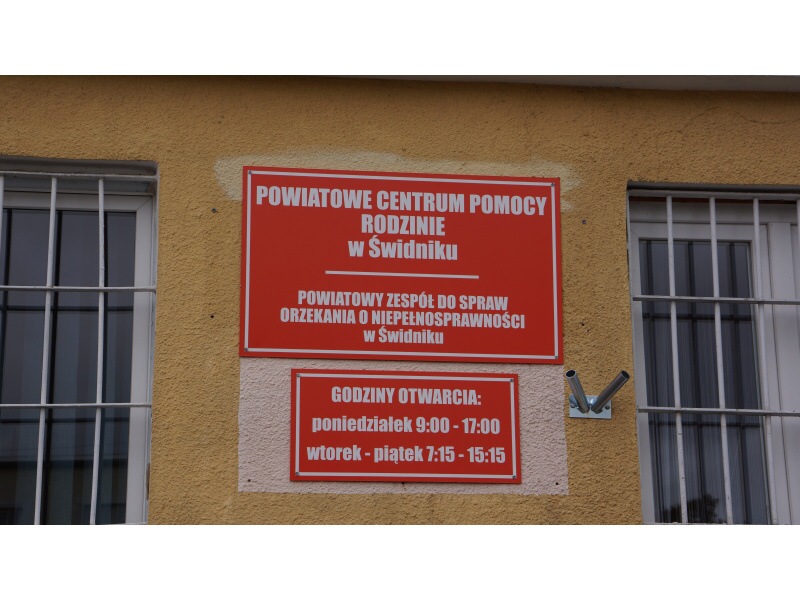 POWIATOWE CENTRUM POMOCY
RODZINIE
w Świdniku
POWIATOWY ZESPÓŁ DO SPRAW
ORZEKANIA O NIEPEŁNOSPRAWNOŚCI
w Świdniku
GODZINY OTWARCIA:
poniedziałek 9:00 - 17:00
wtorek - piątek 7:15 - 15:15